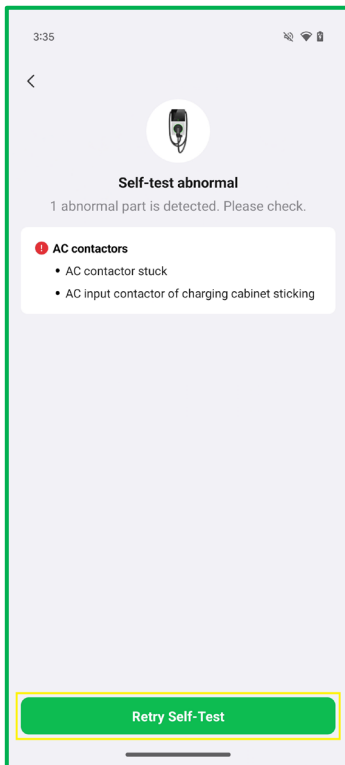 3:35
Self-test abnormal
1 abnormal part is detected. Please check.
AC contactors
• AC contactor stuck
• AC input contactor of charging cabinet sticking
Retry Self-Test